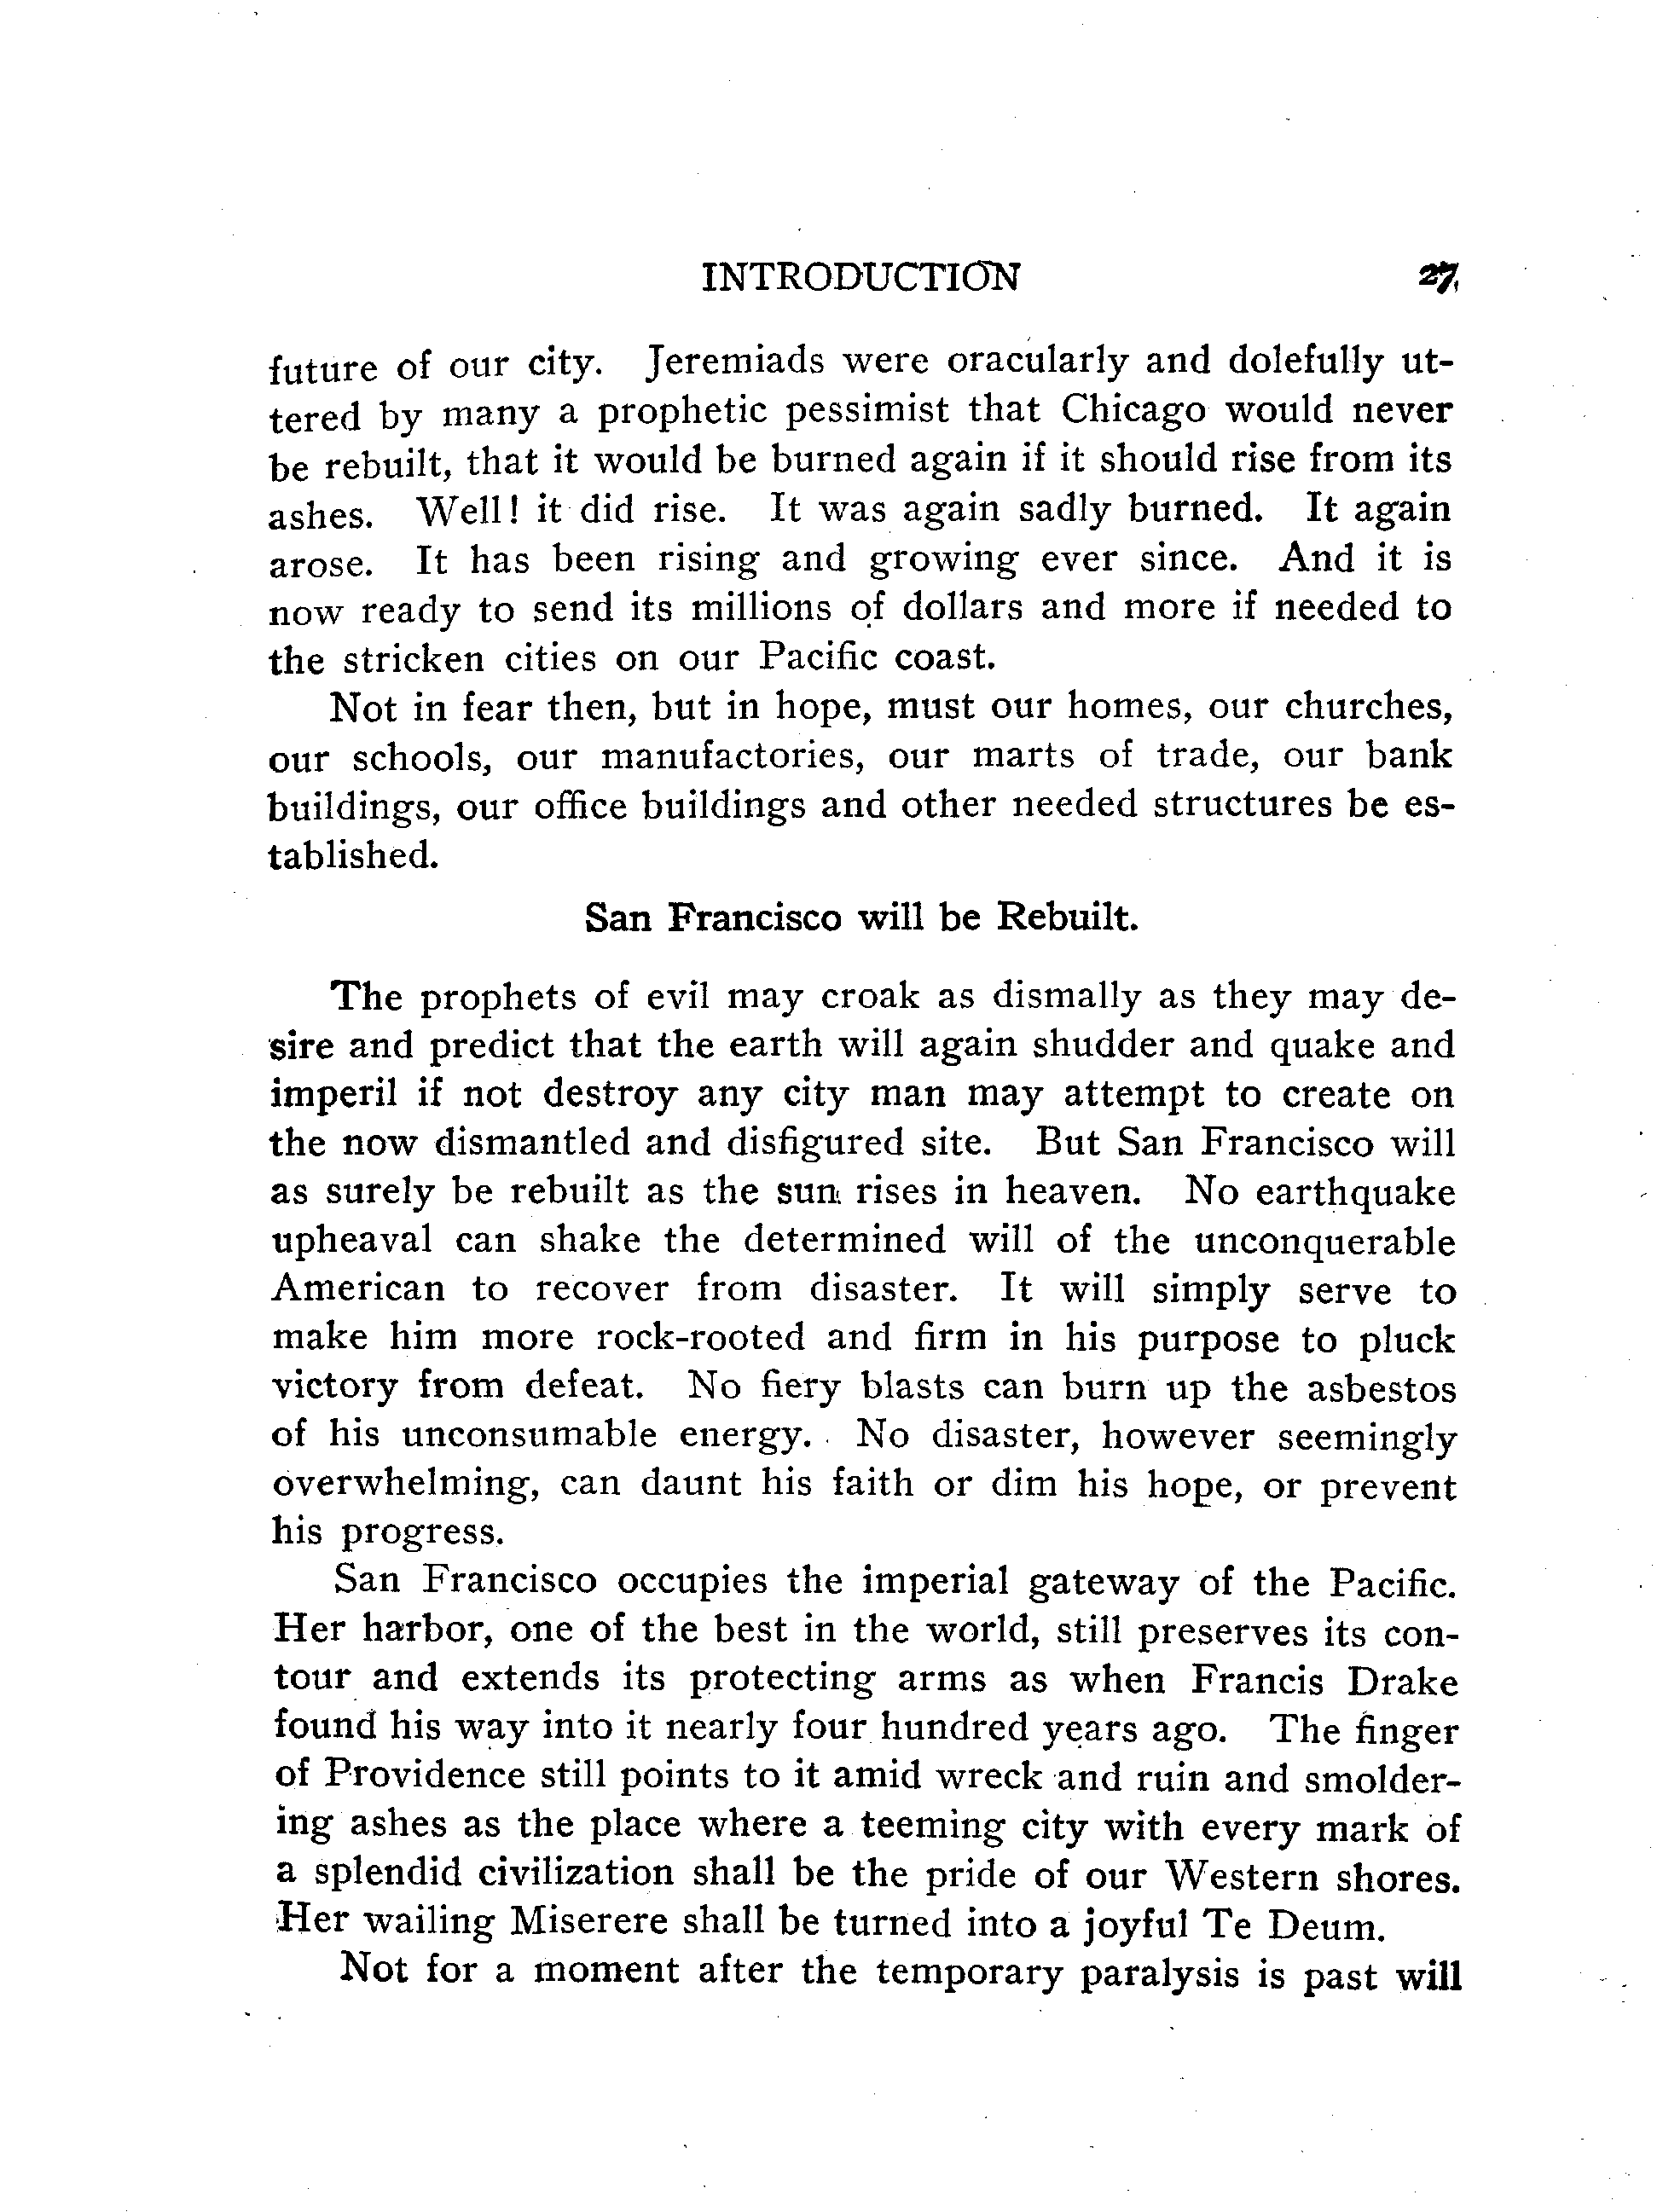 INTRODUCTION 27
future of our city. Jeremiads were oracularly and dolefully ut-
tered by many a prophetic pessimist that Chicago would never
be rebuilt, that it would be burned again if it should rise from its
ashes. Well! it did rise. It was again sadly burned. It again
arose. It has been rising and growing ever since. And it is
now ready to send its millions of dollars and more if needed to
the stricken cities on our Pacific coast.
Not in fear then, but in hope, must our homes, our churches,
our schools, our manufactories, our marts of trade, our bank
buildings, our office buildings and other needed structures be es-
tablished.
San Francisco will be Rebuilt.
The prophets of evil may croak as dismally as they may de-
sire and predict that the earth will again shudder and quake and
imperil if not destroy any city man may attempt to create on
the now dismantled and disfigured site. But San Francisco will
as surely be rebuilt as the sun rises in heaven. No earthquake
upheaval can shake the determined will of the unconquerable
American to recover from disaster. It will simply serve to
make him more rock-rooted and firm in his purpose to pluck
victory from defeat. No fiery blasts can burn up the asbestos
of his unconsumable energy. No disaster, however seemingly
overwhelming, can daunt his faith or dim his hope, or prevent
his progress.
San Francisco occupies the imperial gateway of the Pacific.
Her harbor, one of the best in the world, still preserves its con-
tour and extends its protecting arms as when Francis Drake
found his way into it nearly four hundred years ago. The finger
of Providence still points to it amid wreck and ruin and smolder-
ing ashes as the place where a teeming city with every mark of
a splendid civilization shall be the pride of our Western shores.
Her wailing Miserere shall be turned into a joyful Te Deum.
Not for a moment after the temporary paralysis is past will